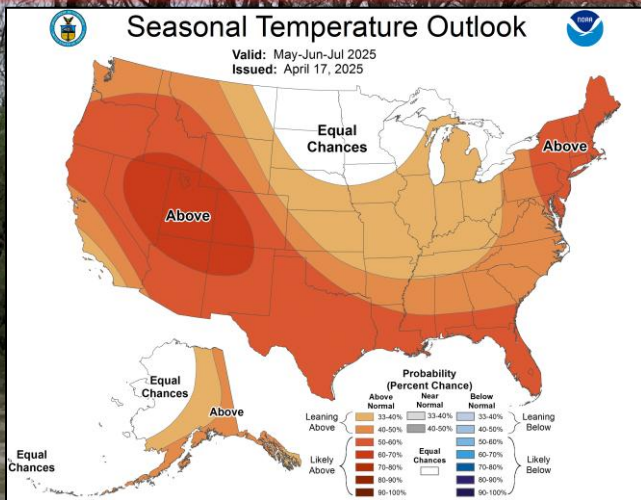 Seasonal Temperature Outlook
NOAA
Valid: May-Jun-Jul 2025
Issued: April 17, 2025
Equal
Chances
Above
Above
Equal
Chances
Above
Equal
Chances
Probability
(Percent Chance)
Above
Normal
Near
Normal
Below
Normal
Leaning
Above
33-40%
40-50%
33-40%
40-50%
33-40%
40-50%
Leaning
Below
Likely
Above
50-60%
60-70%
70-80%
80-90%
90-100%
Equal
Chances
50-60%
60-70%
70-80%
80-90%
90-100%
Likely
Below